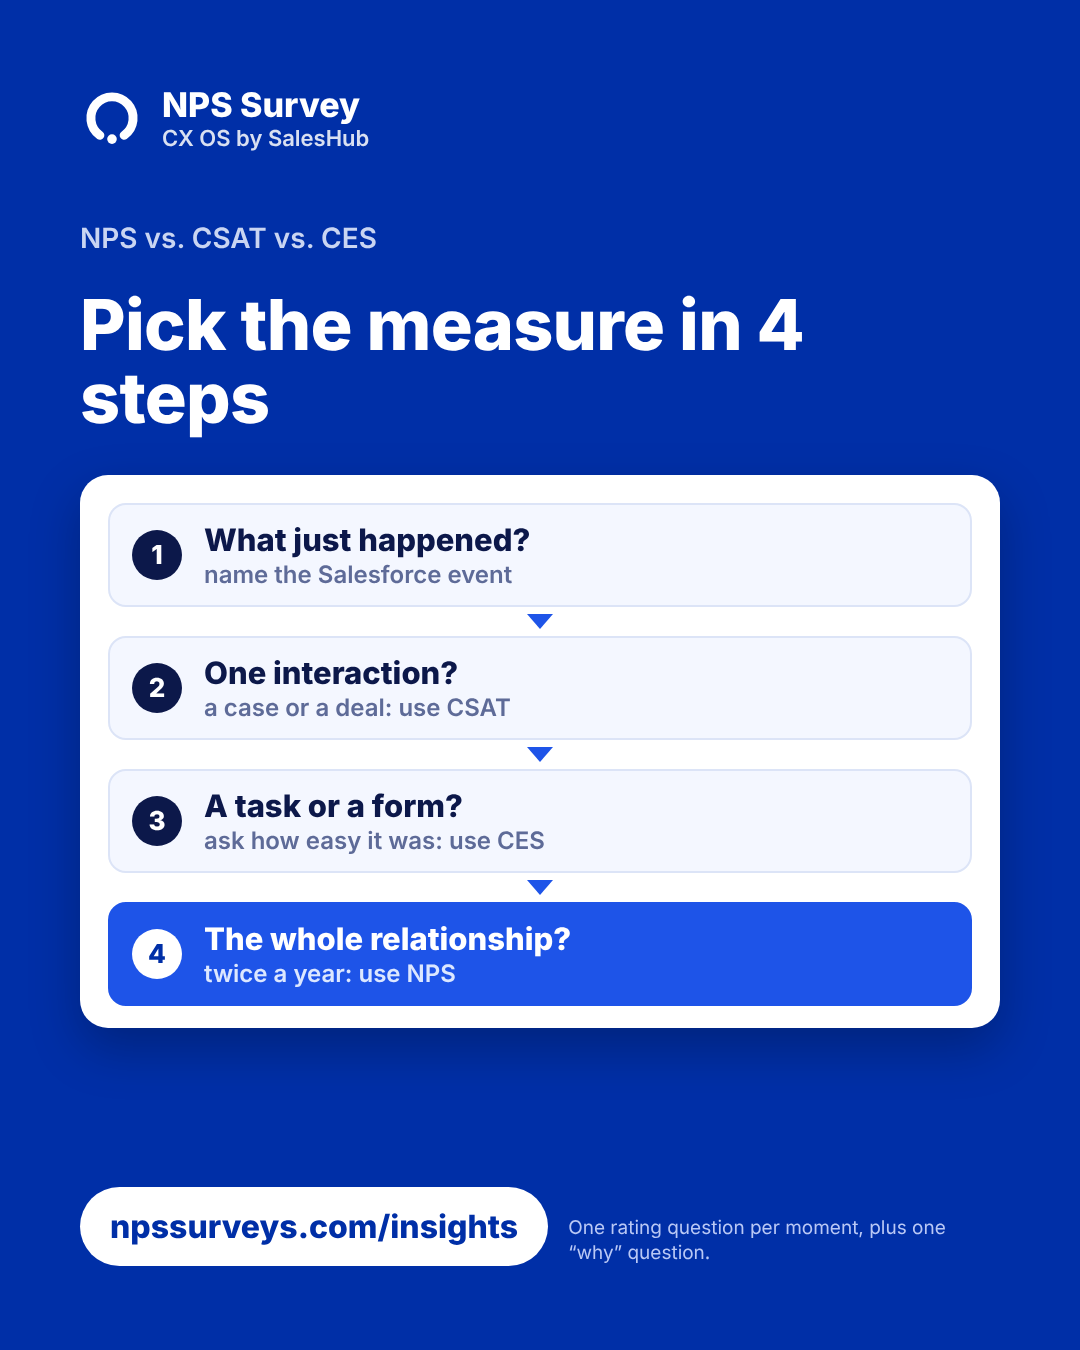 NPS Survey
CX OS by SalesHub
NPS vs. CSAT vs. CES
Pick the measure in 4
steps
1
What just happened?
name the Salesforce event
2
One interaction?
a case or a deal: use CSAT
3
A task or a form?
ask how easy it was: use CES
4
The whole relationship?
twice a year: use NPS
npssurveys.com/insights
One rating question per moment, plus one
“why” question.